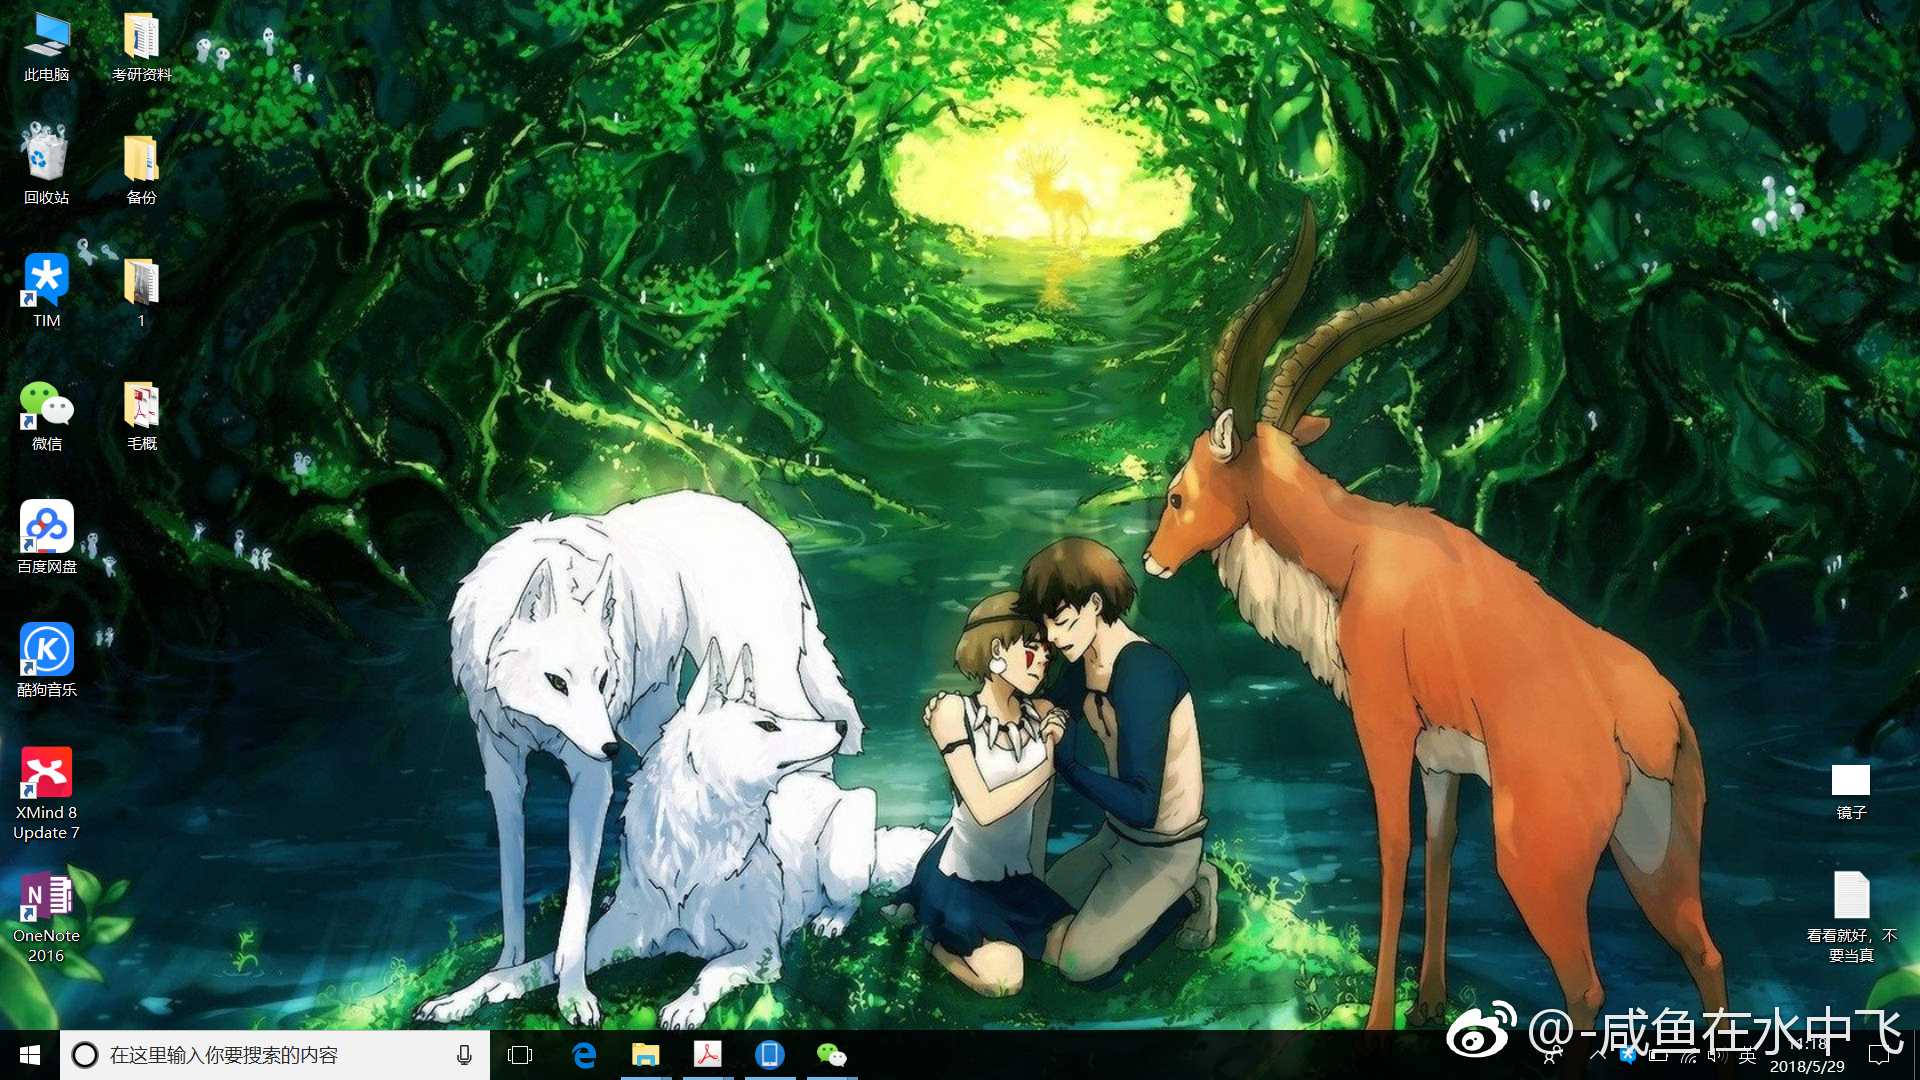 此电脑
考研资料
回收站
备份
TIM
1
微信
毛概
百度网盘
K
酷狗音乐
XMind 8
Update 7
N
OneNote
2016
镜子
看看就好，不
要当真
@-咸鱼在水中飞
在这里输入你要搜索的内容
英
1:18
2018/5/29